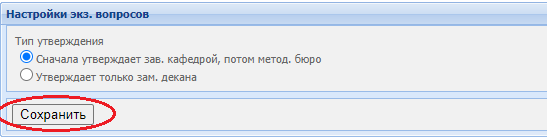 Настройки экз. вопросов
Тип утверждения
Сначала утверждает зав. кафедрой, потом метод. бюро
Утверждает только зам. декана
Сохранить